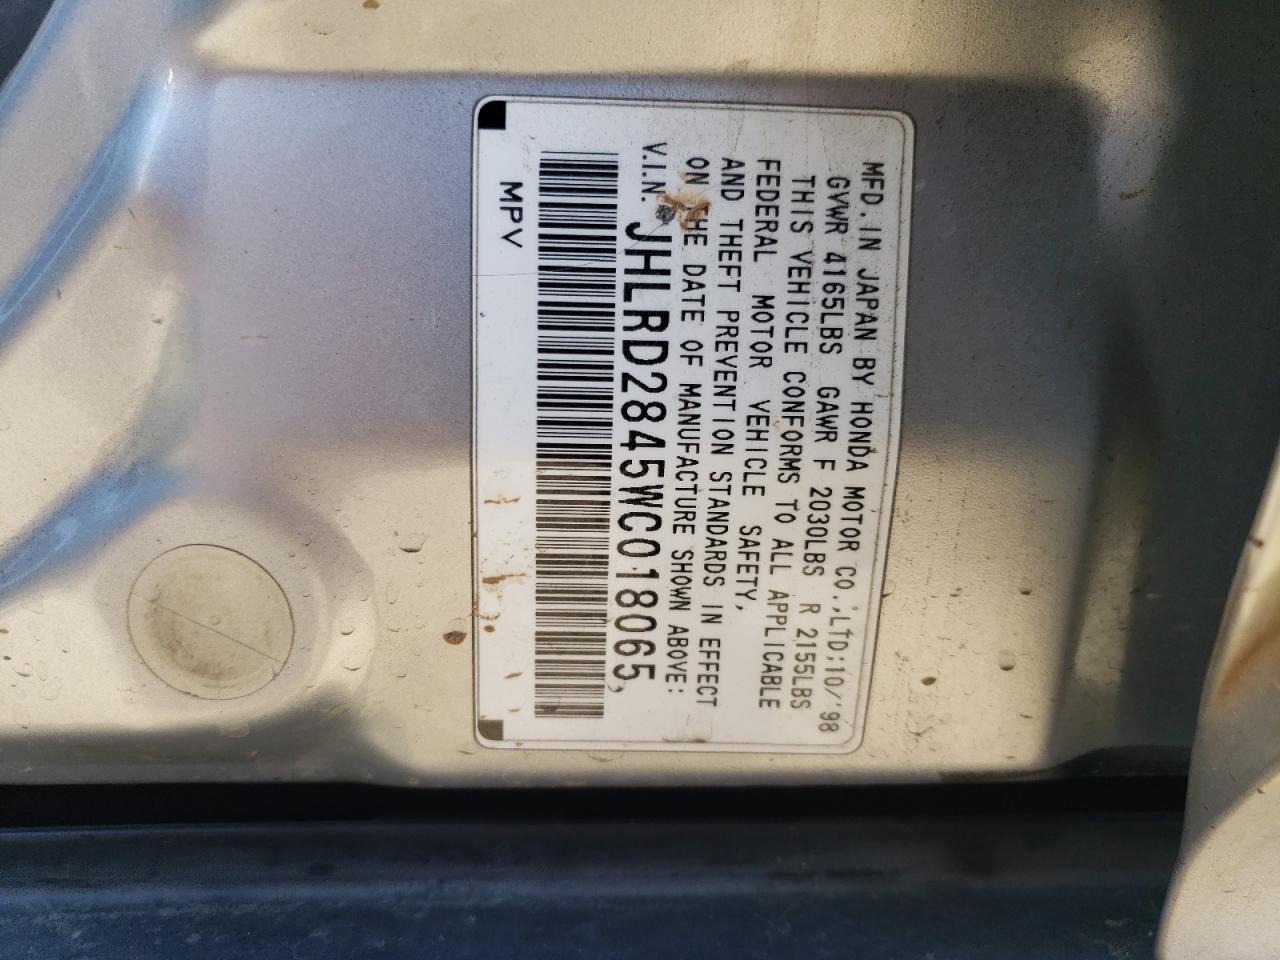 MFD. IN JAPAN BY HONDA MOTOR CO.,LTD;10/'98
GVWR 4165LBS GAWR F 2030LBS R 2155LBS
THIS VEHICLE CONFORMS TO ALL APPLICABLE
FEDERAL MOTOR VEHICLE SAFETY,
AND THEFT PREVENTION STANDARDS IN EFFECT
ON THE DATE OF MANUFACTURE SHOWN ABOVE:
V.I.N. JHLRD2845WC018065
MPV